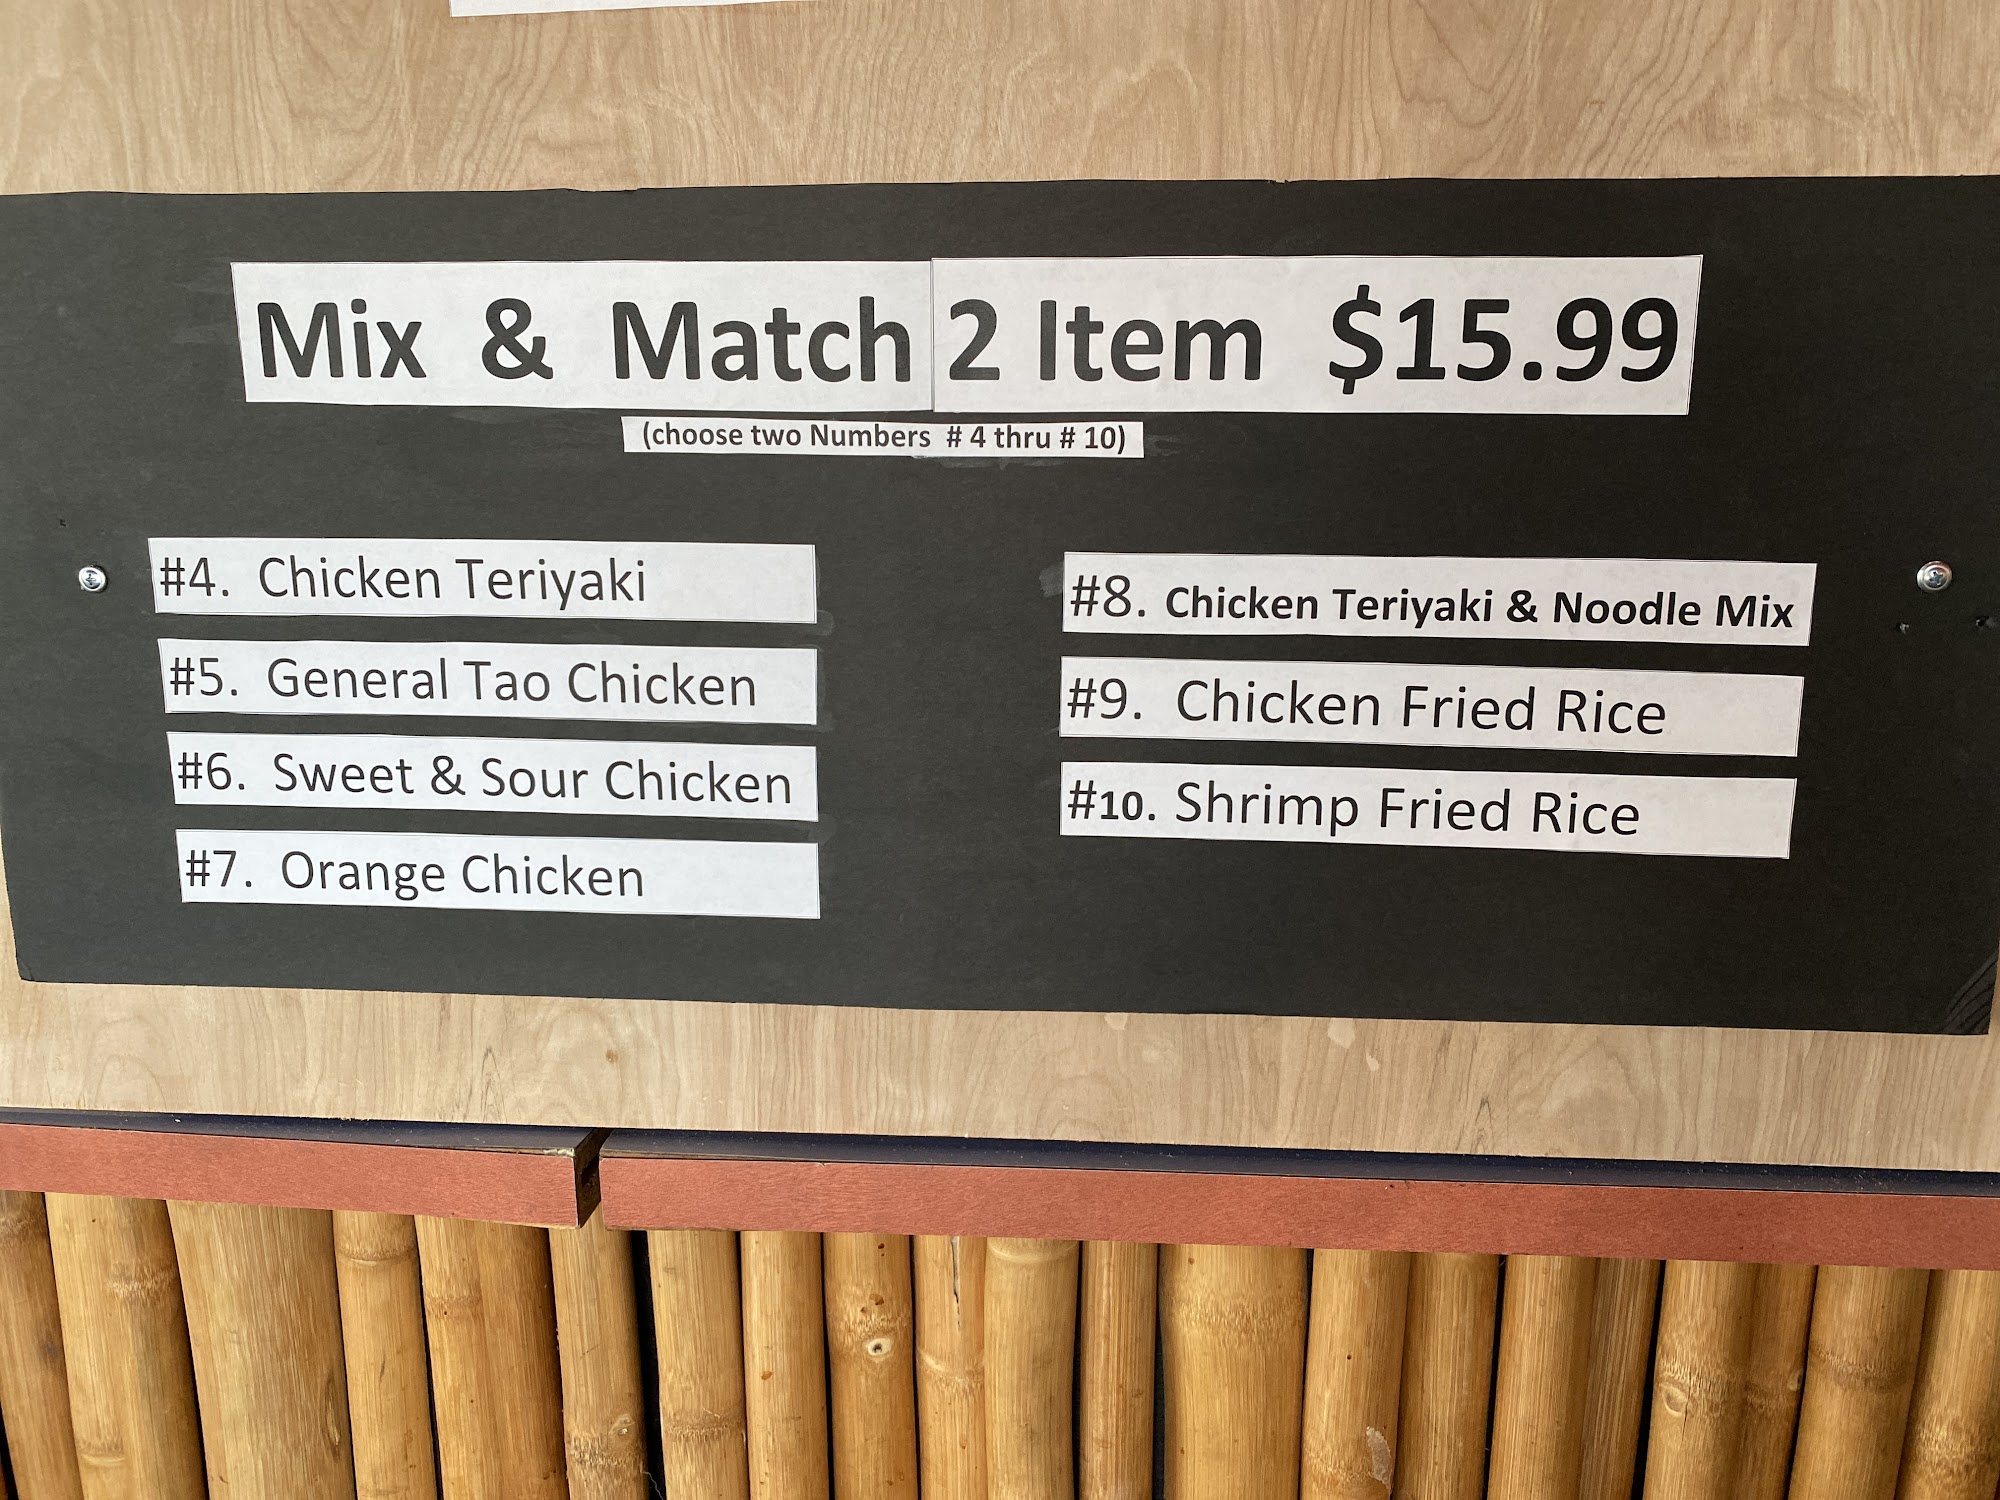 Mix & Match 2 Item $15.99
(choose two Numbers # 4 thru # 10)
#4. Chicken Teriyaki
#5. General Tao Chicken
#6. Sweet & Sour Chicken
#7. Orange Chicken
#8. Chicken Teriyaki & Noodle Mix
#9. Chicken Fried Rice
#10. Shrimp Fried Rice